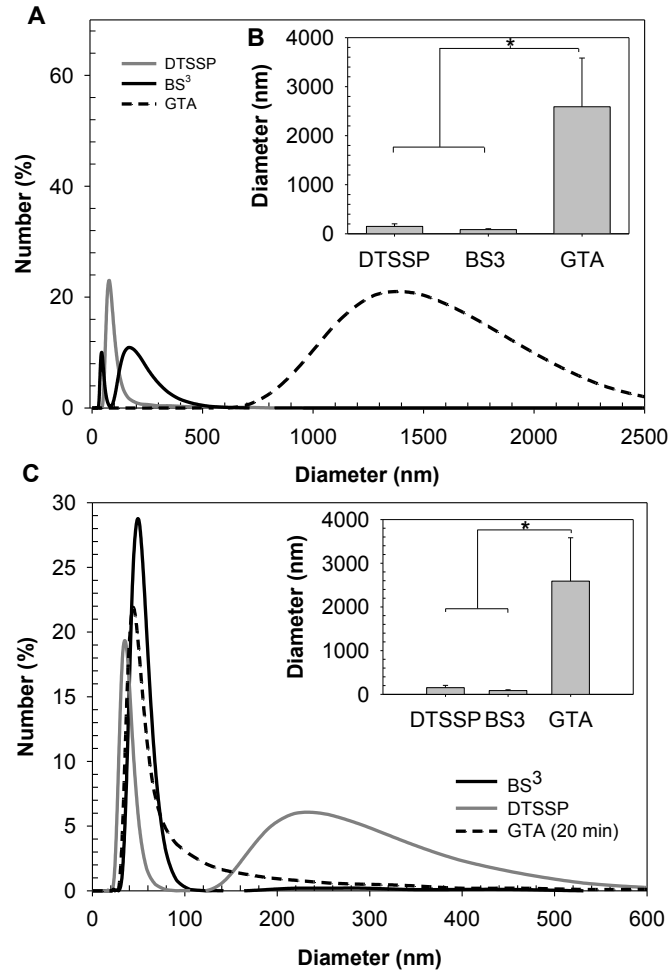 A
B
DTSSP
BS3
GTA
*
Diameter (nm)
4000
3000
2000
1000
0
DTSSP BS3 GTA
Number (%)
60
40
20
0
0 500 1000 1500 2000 2500
Diameter (nm)
C
*
Diameter (nm)
4000
3000
2000
1000
0
DTSSP BS3 GTA
BS3
DTSSP
GTA (20 min)
Number (%)
30
25
20
15
10
5
0
0 100 200 300 400 500 600
Diameter (nm)